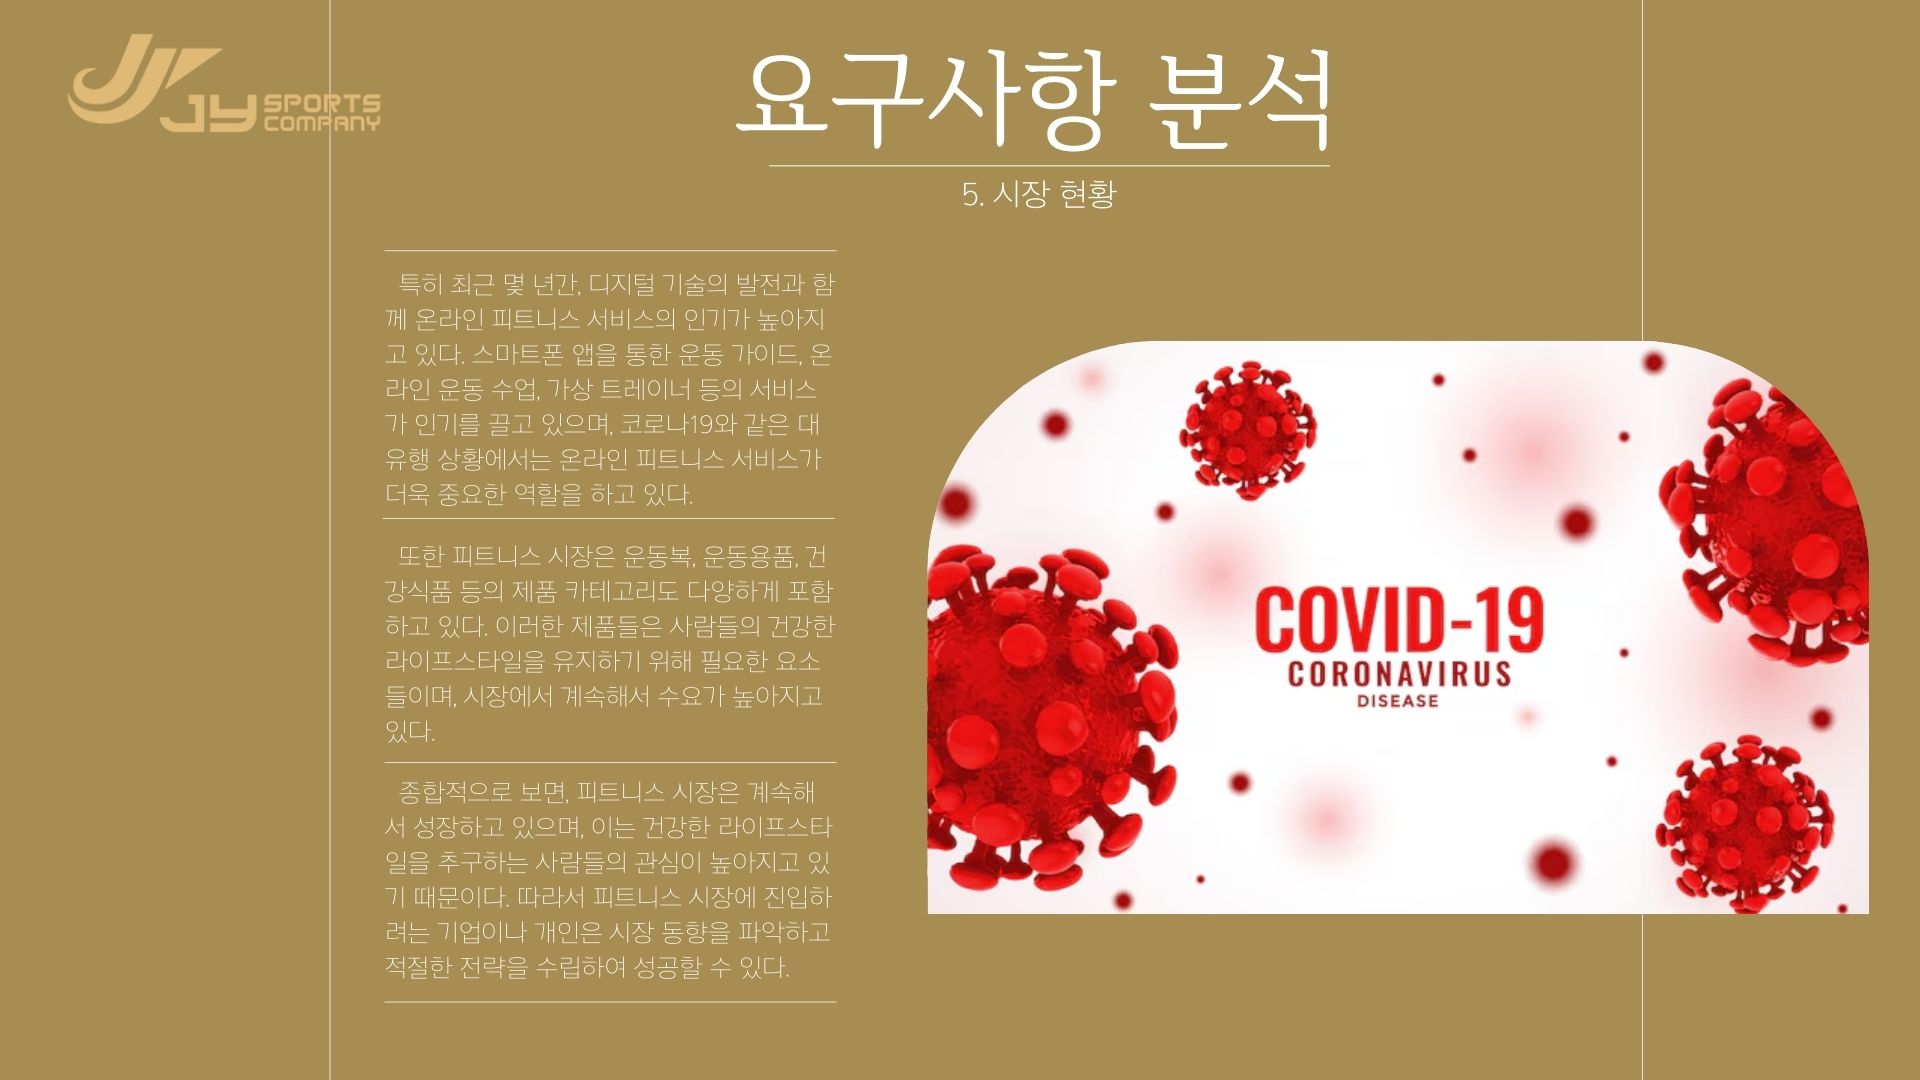 JY SPORTS
COMPANY
요구사항 분석
5. 시장 현황
특히 최근 몇 년간, 디지털 기술의 발전과 함
께 온라인 피트니스 서비스의 인기가 높아지
고 있다. 스마트폰 앱을 통한 운동 가이드, 온
라인 운동 수업, 가상 트레이너 등의 서비스
가 인기를 끌고 있으며, 코로나19와 같은 대
유행 상황에서는 온라인 피트니스 서비스가
더욱 중요한 역할을 하고 있다.
또한 피트니스 시장은 운동복, 운동용품, 건
강식품 등의 제품 카테고리도 다양하게 포함
하고 있다. 이러한 제품들은 사람들의 건강한
라이프스타일을 유지하기 위해 필요한 요소
들이며, 시장에서 계속해서 수요가 높아지고
있다.
종합적으로 보면, 피트니스 시장은 계속해
서 성장하고 있으며, 이는 건강한 라이프스타
일을 추구하는 사람들의 관심이 높아지고 있
기 때문이다. 따라서 피트니스 시장에 진입하
려는 기업이나 개인은 시장 동향을 파악하고
적절한 전략을 수립하여 성공할 수 있다.
COVID-19
CORONAVIRUS
DISEASE